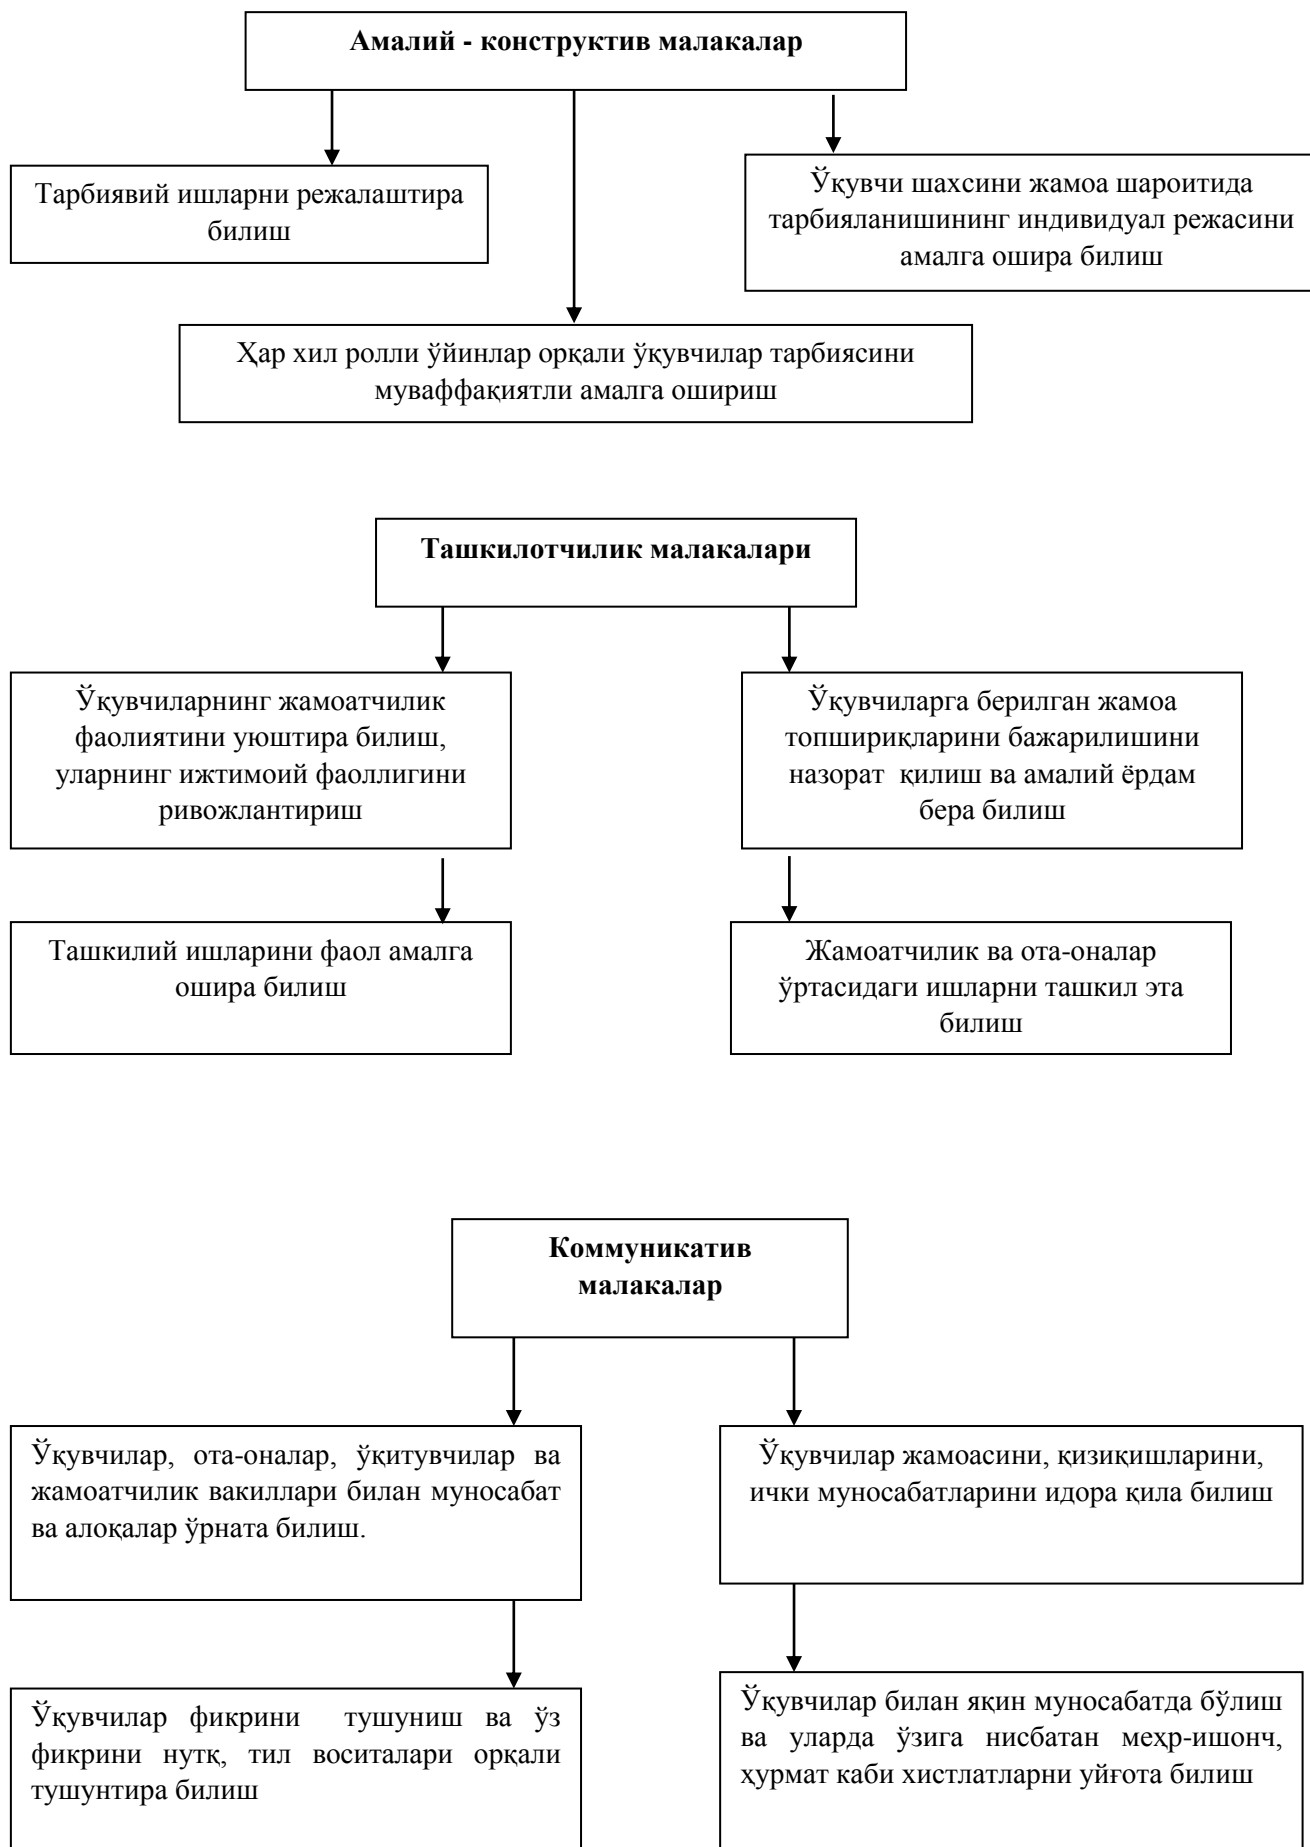 Амалий - конструктив малакалар
Тарбиявий ишларни режалаштира
билиш
Ўқувчи шахсини жамоа шароитида
тарбияланишининг индивидуал режасини
амалга ошира билиш
Ҳар хил ролли ўйинлар орқали ўқувчилар тарбиясини
муваффақиятли амалга ошириш
Ташкилотчилик малакалари
Ўқувчиларнинг жамоатчилик
фаолиятини уюштира билиш,
уларнинг ижтимоий фаоллигини
ривожлантириш
Ўқувчиларга берилган жамоа
топшириқларини бажарилишини
назорат қилиш ва амалий ёрдам
бера билиш
Ташкилий ишларини фаол амалга
ошира билиш
Жамоатчилик ва ота-оналар
ўртасидаги ишларни ташкил эта
билиш
Коммуникатив
малакалар
Ўқувчилар, ота-оналар, ўқитувчилар ва
жамоатчилик вакиллари билан муносабат
ва алоқалар ўрната билиш.
Ўқувчилар жамоасини, қизиқишларини,
ички муносабатларини идора қила билиш
Ўқувчилар фикрини тушуниш ва ўз
фикрини нутқ, тил воситалари орқали
тушунтира билиш
Ўқувчилар билан яқин муносабатда бўлиш
ва уларда ўзига нисбатан меҳр-ишонч,
ҳурмат каби хистлатларни уйғота билиш